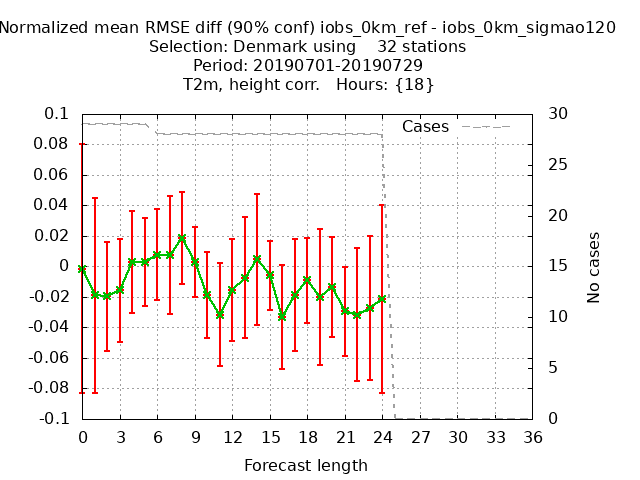 Normalized mean RMSE diff (90% conf) iobs_0km_ref - iobs_0km_sigmao120
Selection: Denmark using    32 stations
Period: 20190701-20190729
T2m, height corr.   Hours: {18}
Cases
0.1
0.08
0.06
0.04
0.02
0
-0.02
-0.04
-0.06
-0.08
-0.1
30
25
20
15
10
5
0
No cases
0 3 6 9 12 15 18 21 24 27 30 33 36
Forecast length